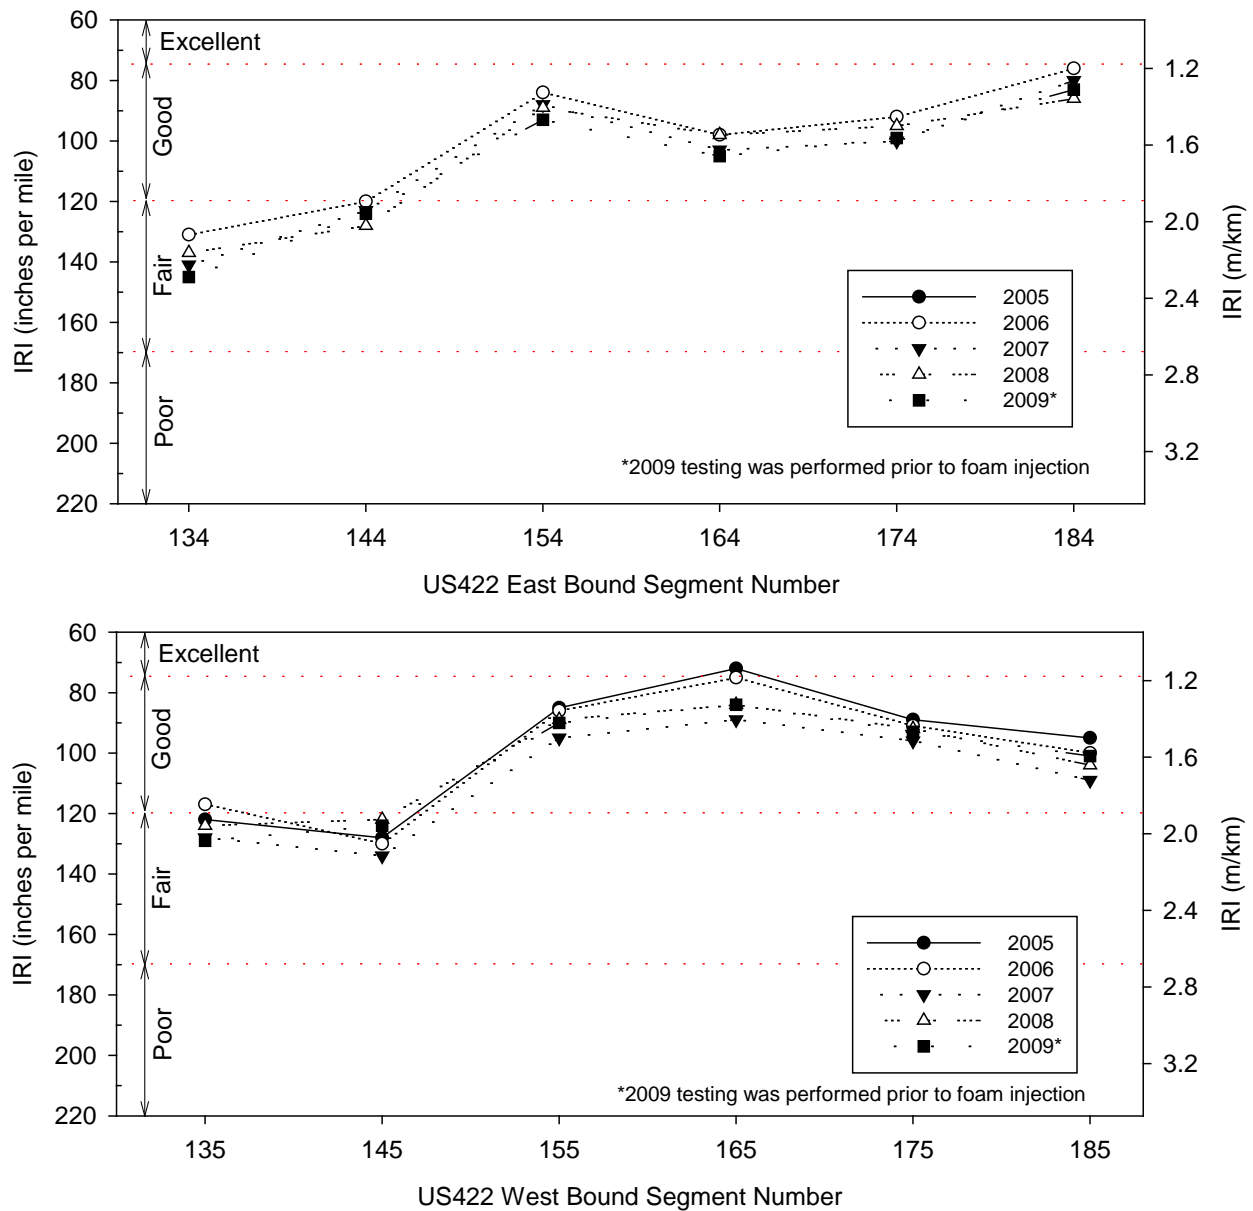 60
80
100
120
140
160
180
200
220
IRI (inches per mile)
Excellent
Good
Fair
Poor
1.2
1.6
2.0
2.4
2.8
3.2
IRI (m/km)
2005
2006
2007
2008
2009*
*2009 testing was performed prior to foam injection
134 144 154 164 174 184
US422 East Bound Segment Number
60
80
100
120
140
160
180
200
220
IRI (inches per mile)
Excellent
Good
Fair
Poor
1.2
1.6
2.0
2.4
2.8
3.2
IRI (m/km)
2005
2006
2007
2008
2009*
*2009 testing was performed prior to foam injection
135 145 155 165 175 185
US422 West Bound Segment Number